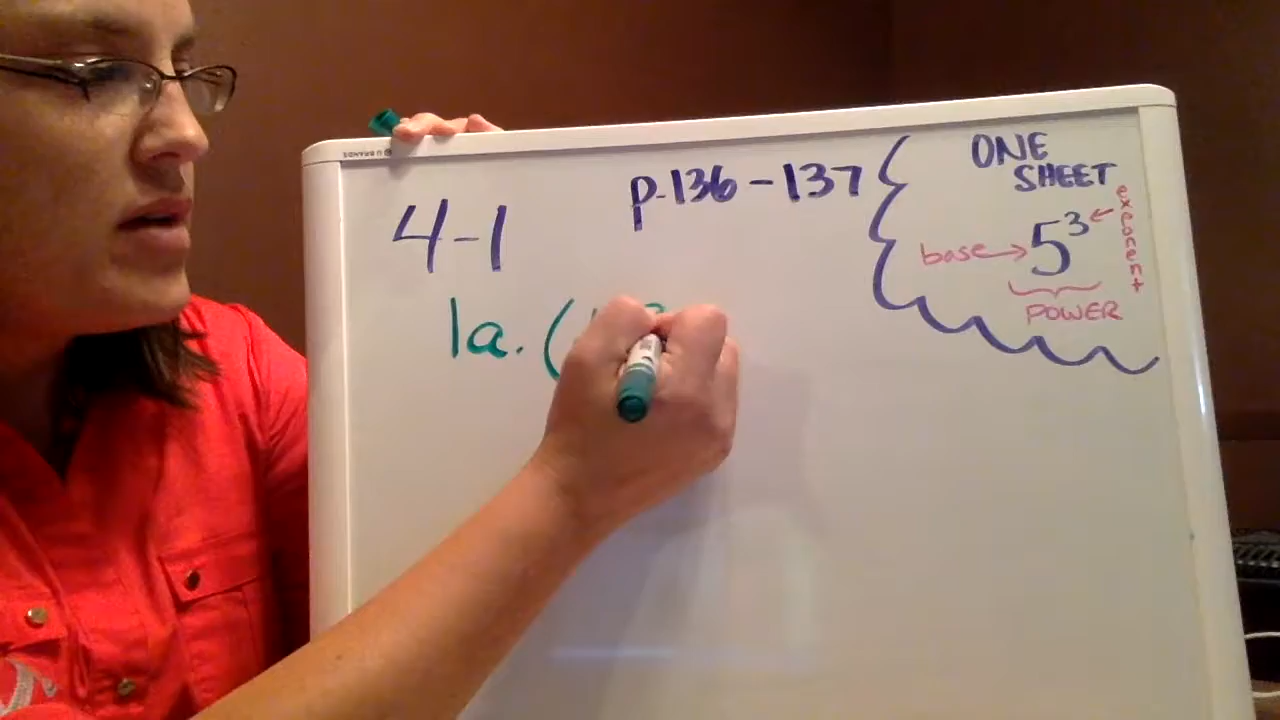 4-1
p.136-137
ONE
SHEET
base → 5³ ← exponent
POWER
1a. (